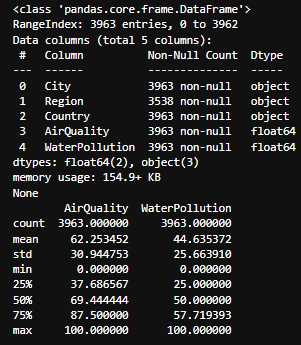 <class 'pandas.core.frame.DataFrame'>
RangeIndex: 3963 entries, 0 to 3962
Data columns (total 5 columns):
 #   Column          Non-Null Count  Dtype
---  ------          --------------  -----
 0   City            3963 non-null   object
 1   Region          3538 non-null   object
 2   Country         3963 non-null   object
 3   AirQuality      3963 non-null   float64
 4   WaterPollution  3963 non-null   float64
dtypes: float64(2), object(3)
memory usage: 154.9+ KB
None
        AirQuality  WaterPollution
count  3963.000000     3963.000000
mean     62.253452       44.635372
std      30.944753       25.663910
min       0.000000        0.000000
25%      37.686567       25.000000
50%      69.444444       50.000000
75%      87.500000       57.719393
max     100.000000      100.000000